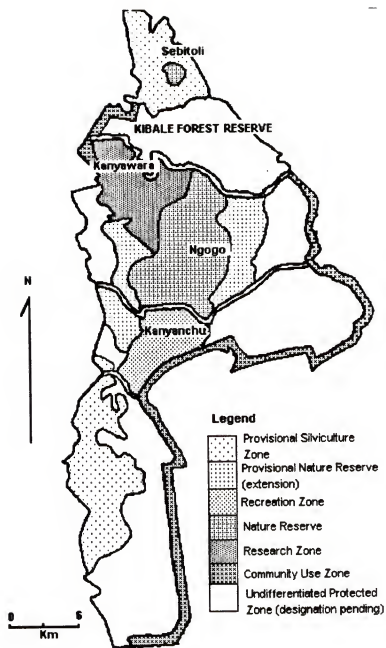 Sebitoli
KIBALE FOREST RESERVE
Kanyawara
Ngogo
N
Kanyanchu
Legend
Provisional Silviculture
Zone
Provisional Nature Reserve
(extension)
Recreation Zone
Nature Reserve
Research Zone
Community Use Zone
Undifferentiated Protected
Zone (designation pending)
0 6
Km